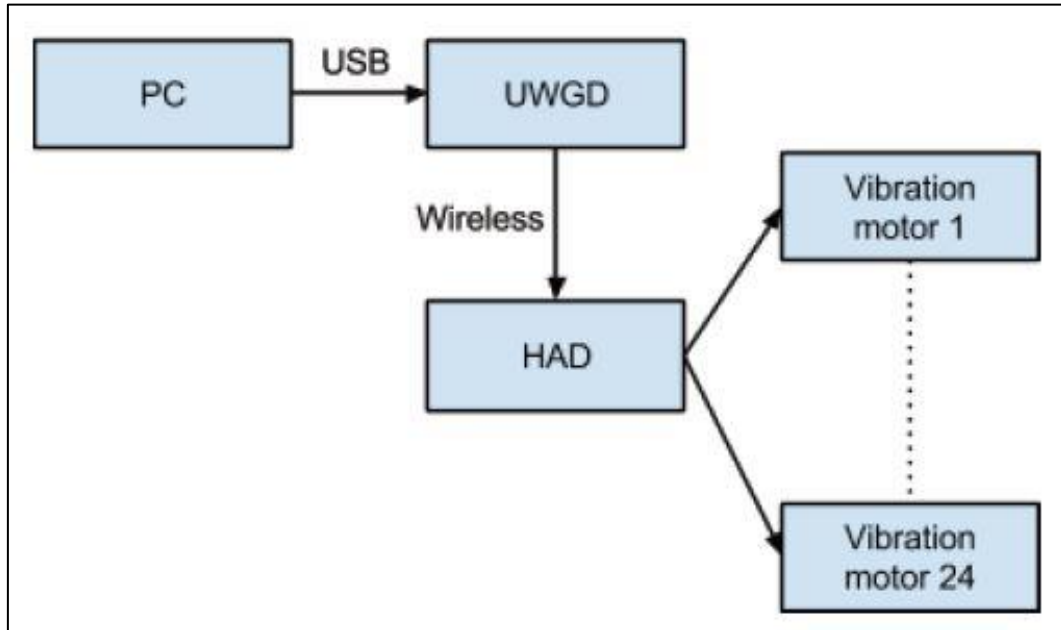 PC
USB
UWGD
Wireless
HAD
Vibration
motor 1
Vibration
motor 24